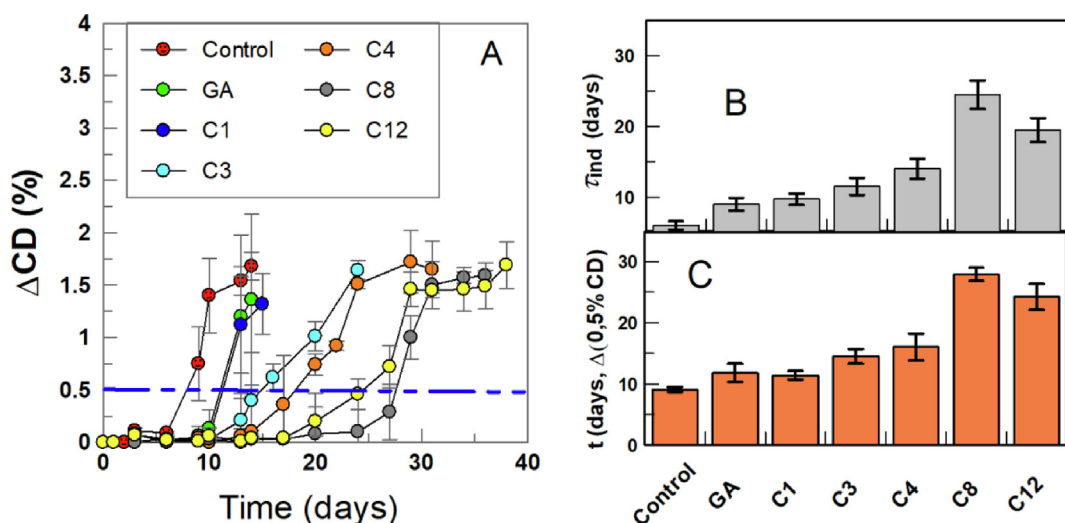 A
Control
GA
C1
C3
C4
C8
C12
ΔCD (%)
4
3.5
3
2.5
2
1.5
1
0.5
0
0 10 20 30 40
Time (days)
B
τind (days)
30
20
10
C
t (days, Δ(0,5% CD)
30
20
10
0
Control GA C1 C3 C4 C8 C12